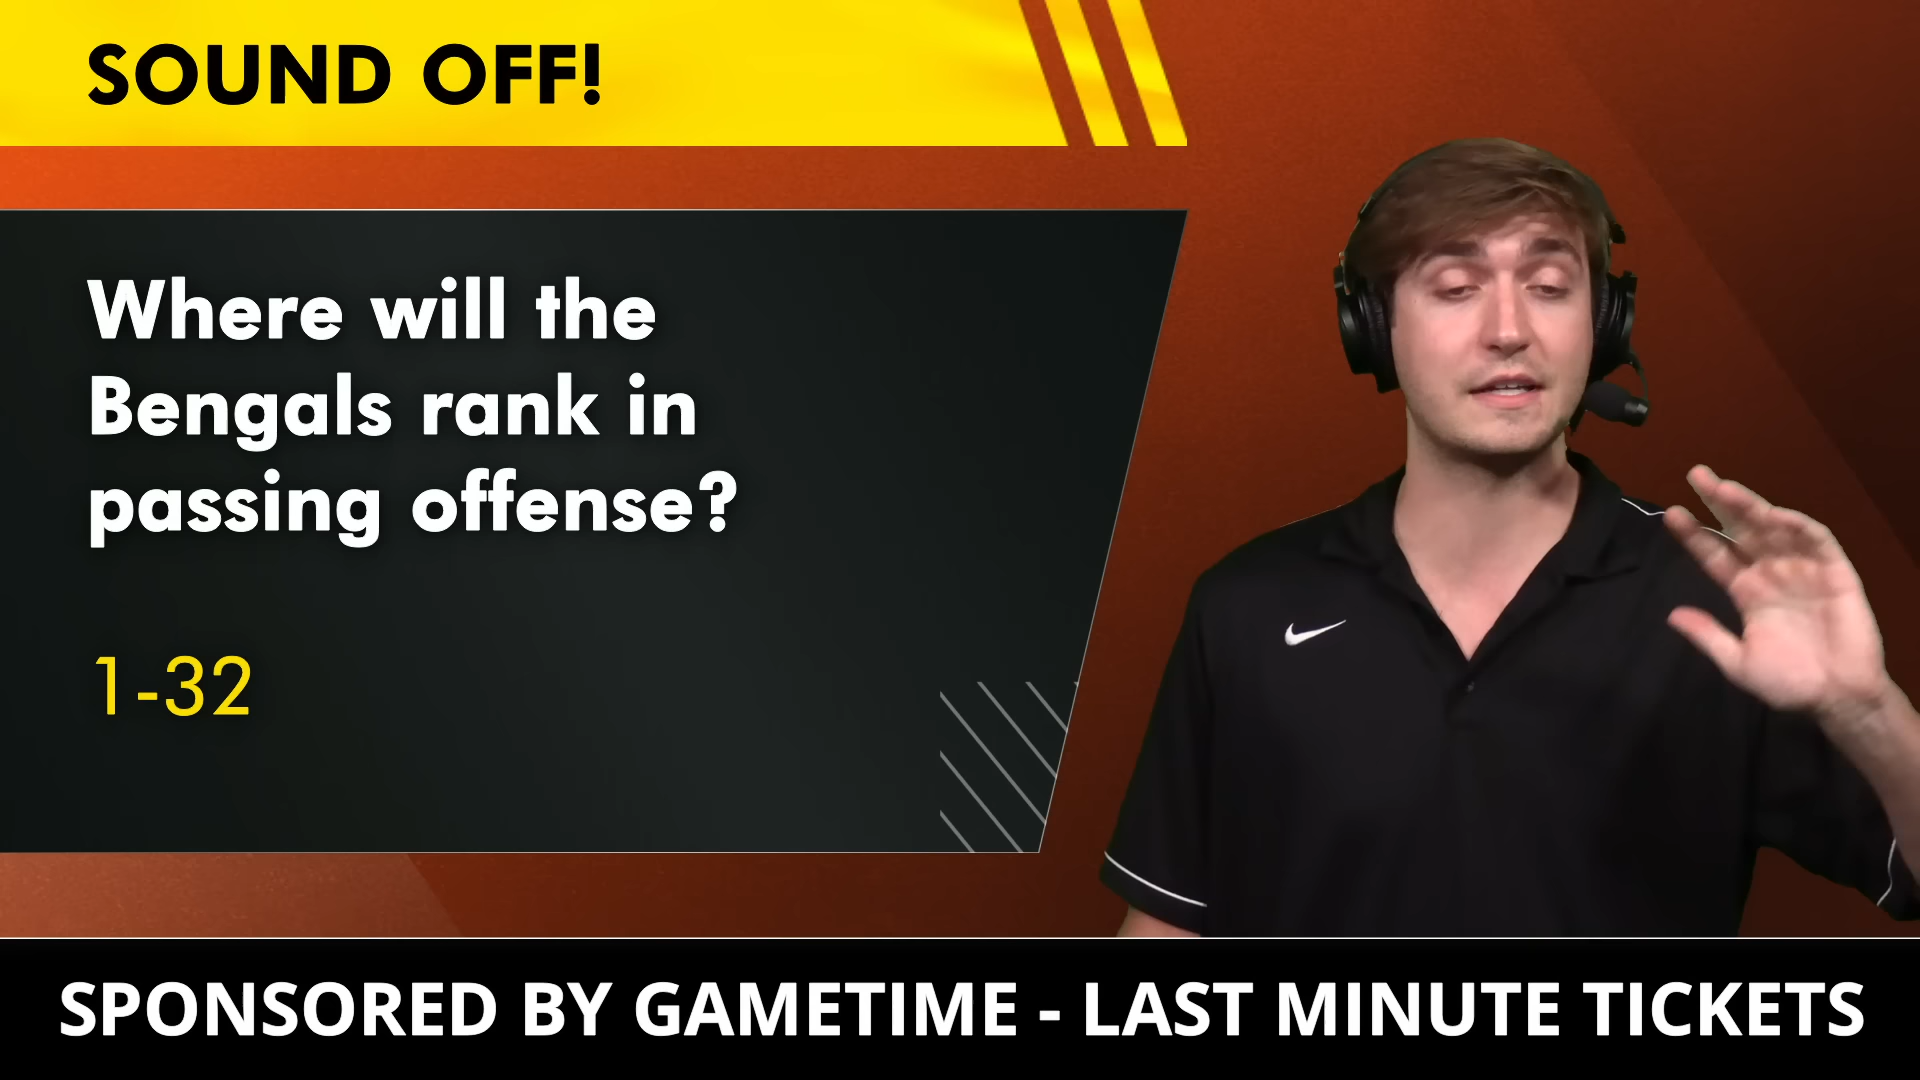 SOUND OFF!
Where will the
Bengals rank in
passing offense?
1-32
SPONSORED BY GAMETIME - LAST MINUTE TICKETS